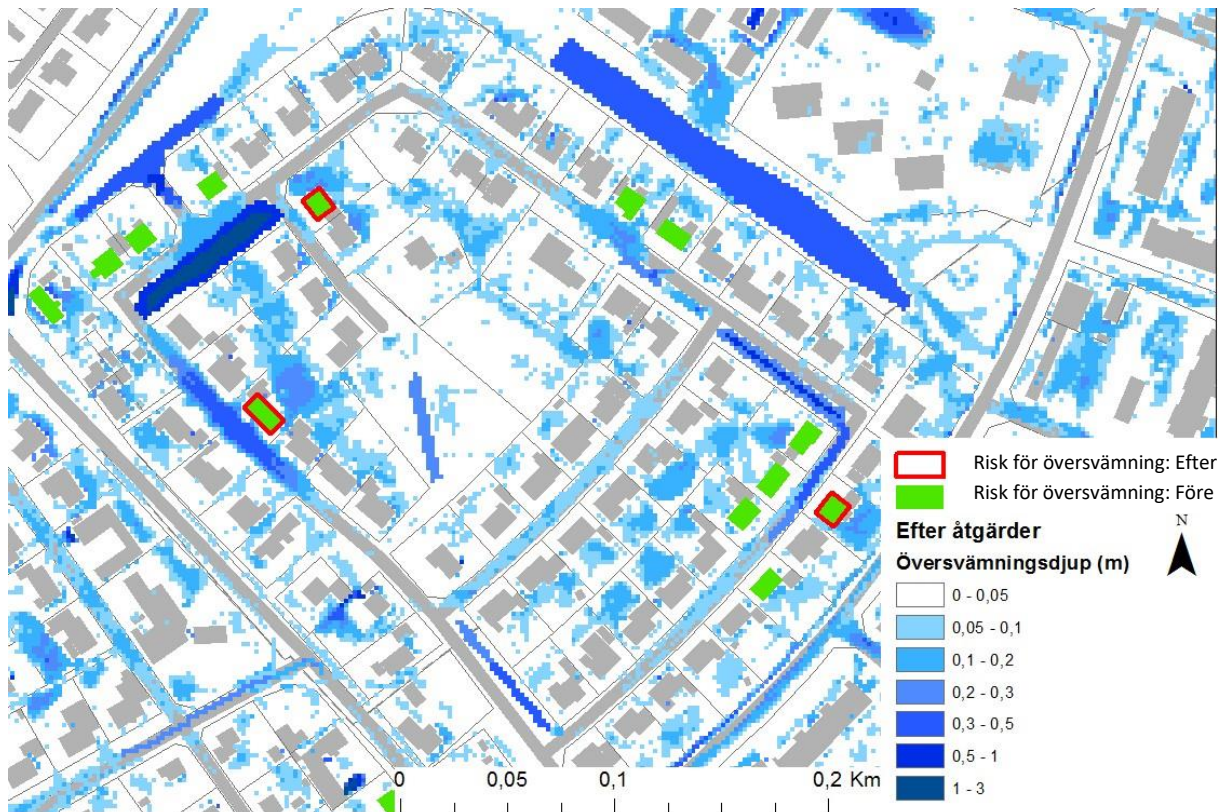 Risk för översvämning: Efter
Risk för översvämning: Före
N
Efter åtgärder
Översvämningsdjup (m)
0 - 0,05
0,05 - 0,1
0,1 - 0,2
0,2 - 0,3
0,3 - 0,5
0,5 - 1
1 - 3
0 0,05 0,1 0,2 Km